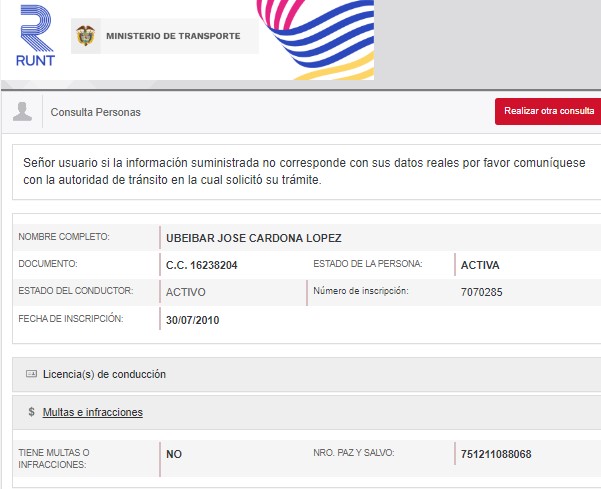 RUNT
MINISTERIO DE TRANSPORTE
Consulta Personas
Realizar otra consulta
Señor usuario si la información suministrada no corresponde con sus datos reales por favor comuníquese
con la autoridad de tránsito en la cual solicitó su trámite.
NOMBRE COMPLETO: UBEIBAR JOSE CARDONA LOPEZ
DOCUMENTO: C.C. 16238204 ESTADO DE LA PERSONA: ACTIVA
ESTADO DEL CONDUCTOR: ACTIVO Número de inscripción: 7070285
FECHA DE INSCRIPCIÓN: 30/07/2010
Licencia(s) de conducción
$ Multas e infracciones
TIENE MULTAS O NO NRO. PAZ Y SALVO: 751211088068
INFRACCIONES: